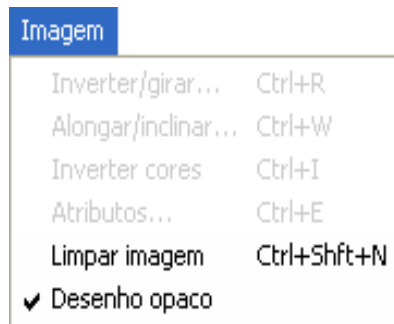 Imagem
Inverter/girar... Ctrl+R
Alongar/inclinar... Ctrl+W
Inverter cores Ctrl+I
Atributos... Ctrl+E
Limpar imagem Ctrl+Shft+N
Desenho opaco